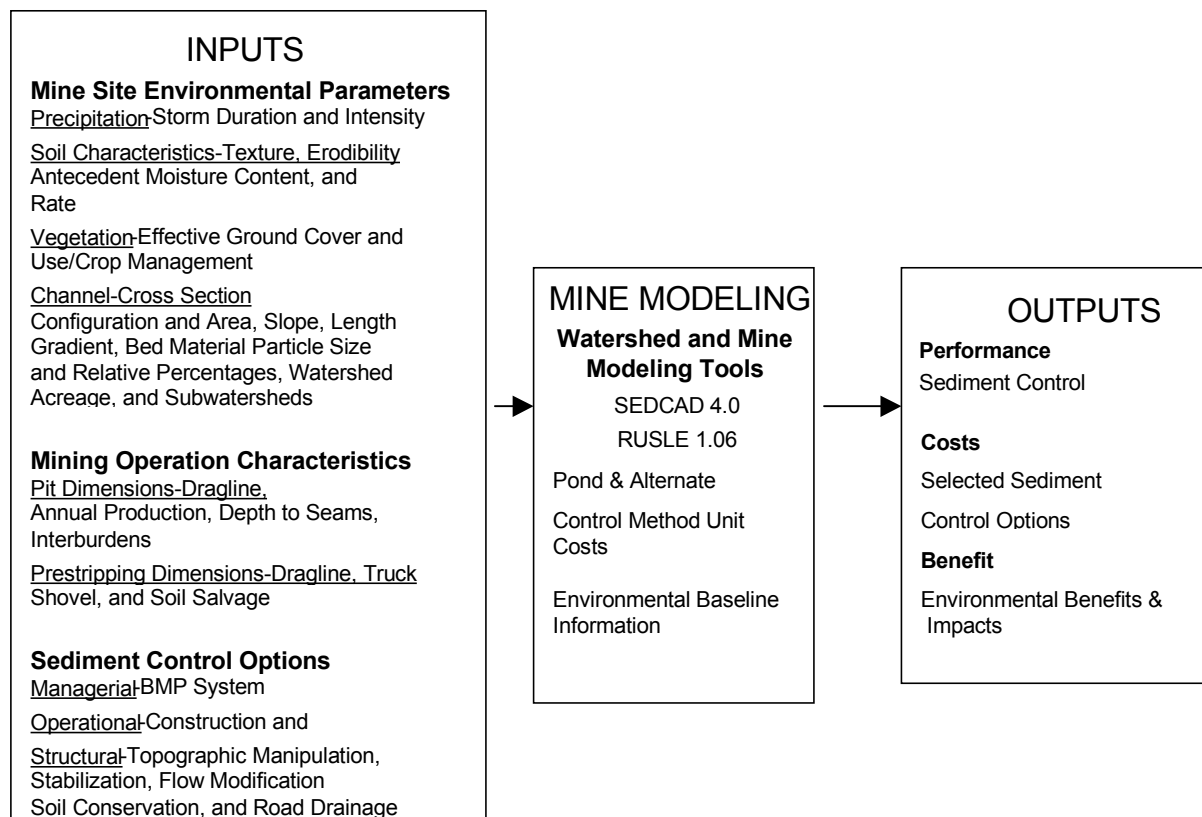 INPUTS
Mine Site Environmental Parameters
Precipitation-Storm Duration and Intensity
Soil Characteristics-Texture, Erodibility
Antecedent Moisture Content, and
Rate
Vegetation-Effective Ground Cover and
Use/Crop Management
Channel-Cross Section
Configuration and Area, Slope, Length
Gradient, Bed Material Particle Size
and Relative Percentages, Watershed
Acreage, and Subwatersheds
Mining Operation Characteristics
Pit Dimensions-Dragline,
Annual Production, Depth to Seams,
Interburdens
Prestripping Dimensions-Dragline, Truck
Shovel, and Soil Salvage
Sediment Control Options
Managerial-BMP System
Operational-Construction and
Structural-Topographic Manipulation,
Stabilization, Flow Modification
Soil Conservation, and Road Drainage
MINE MODELING
Watershed and Mine
Modeling Tools
SEDCAD 4.0
RUSLE 1.06
Pond & Alternate
Control Method Unit
Costs
Environmental Baseline
Information
OUTPUTS
Performance
Sediment Control
Costs
Selected Sediment
Control Options
Benefit
Environmental Benefits &
Impacts